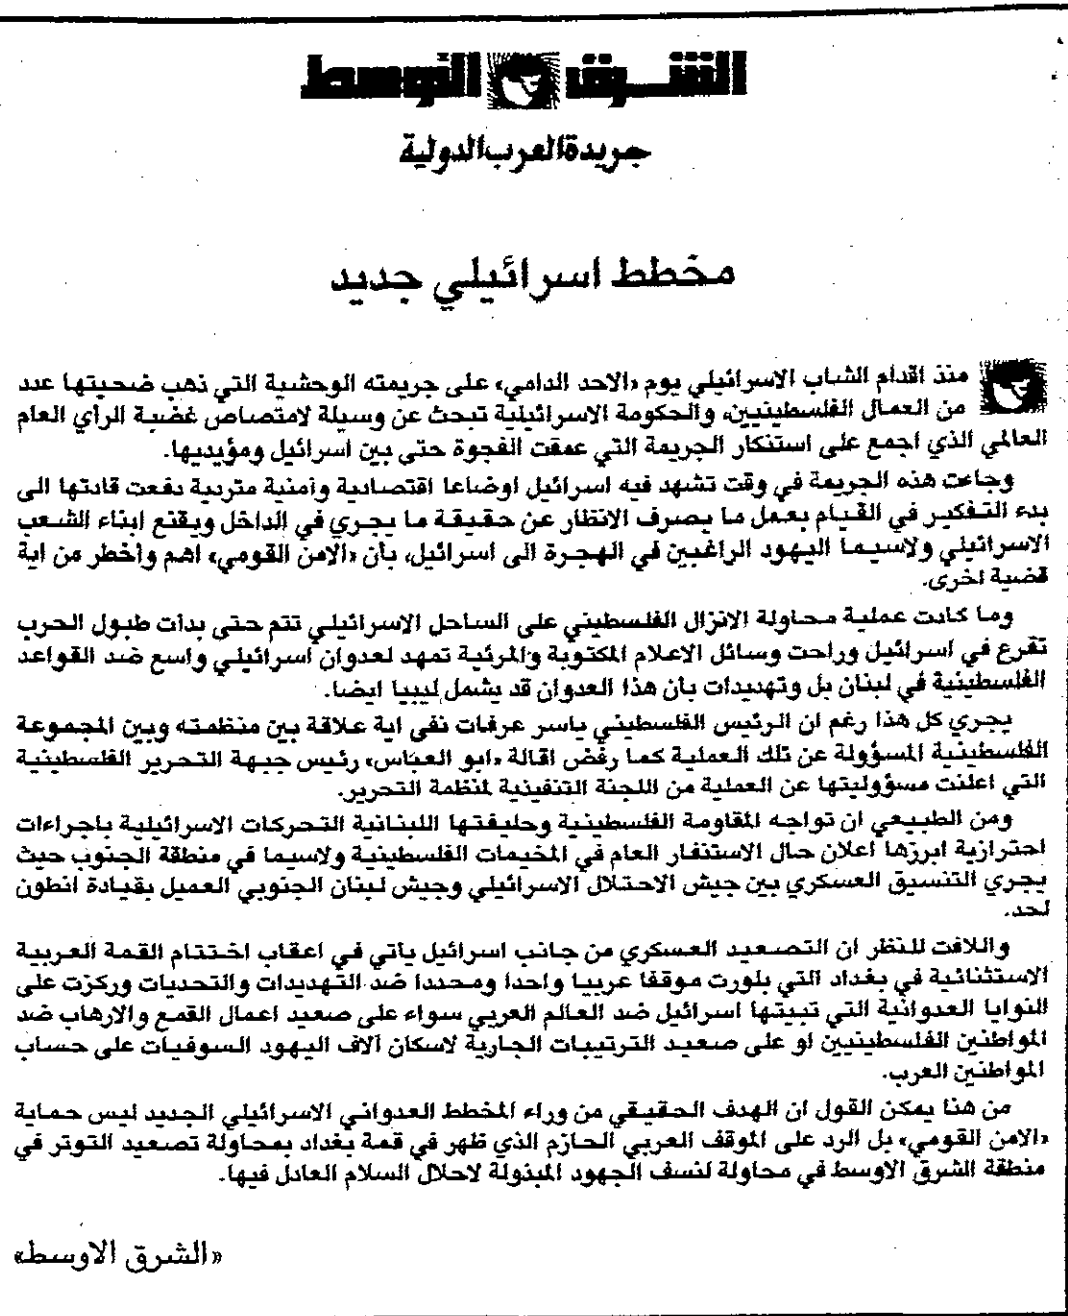 الشرق الاوسط
جريدة العرب الدولية
مخطط اسرائيلي جديد
منذ اقدام الشاب الاسرائيلي يوم «الاحد الدامي» على جريمته الوحشية التي ذهب ضحيتها عدد
من العمال الفلسطينيين، والحكومة الاسرائيلية تبحث عن وسيلة لامتصاص غضبة الرأي العام
العالمي الذي اجمع على استنكار الجريمة التي عمقت الفجوة حتى بين اسرائيل ومؤيديها.
وجاءت هذه الجريمة في وقت تشهد فيه اسرائيل اوضاعا اقتصادية وأمنية متردية دفعت قادتها الى
بدء التفكير في القيام بعمل ما يصرف الانظار عن حقيقة ما يجري في الداخل ويقنع ابناء الشعب
الاسرائيلي ولاسيما اليهود الراغبين في الهجرة الى اسرائيل، بأن «الامن القومي» اهم واخطر من اية
قضية اخرى.
وما كادت عملية محاولة الانزال الفلسطيني على الساحل الاسرائيلي تتم حتى بدأت طبول الحرب
تقرع في اسرائيل وراحت وسائل الاعلام المكتوبة والمرئية تمهد لعدوان اسرائيلي واسع ضد القواعد
الفلسطينية في لبنان بل وتهديدات بان هذا العدوان قد يشمل ليبيا ايضا.
يجري كل هذا رغم ان الرئيس الفلسطيني ياسر عرفات نفى اية علاقة بين منظمته وبين المجموعة
الفلسطينية المسؤولة عن تلك العملية كما رفض اقالة «ابو العباس» رئيس جبهة التحرير الفلسطينية
التي اعلنت مسؤوليتها عن العملية من اللجنة التنفيذية لمنظمة التحرير.
ومن الطبيعي ان تواجه المقاومة الفلسطينية وحليفتها اللبنانية التحركات الاسرائيلية باجراءات
احترازية ابرزها اعلان حال الاستنفار العام في المخيمات الفلسطينية ولاسيما في منطقة الجنوب حيث
يجري التنسيق العسكري بين جيش الاحتلال الاسرائيلي وجيش لبنان الجنوبي العميل بقيادة انطون
لحد.
واللافت للنظر ان التصعيد العسكري من جانب اسرائيل يأتي في اعقاب اختتام القمة العربية
الاستثنائية في بغداد التي بلورت موقفا عربيا واحدا ومحددا ضد التهديدات والتحديات وركزت على
النوايا العدوانية التي تبيتها اسرائيل ضد العالم العربي سواء على صعيد اعمال القمع والارهاب ضد
المواطنين الفلسطينيين او على صعيد الترتيبات الجارية لاسكان آلاف اليهود السوفيات على حساب
المواطنين العرب.
من هنا يمكن القول ان الهدف الحقيقي من وراء المخطط العدواني الاسرائيلي الجديد ليس حماية
«الامن القومي» بل الرد على الموقف العربي الحازم الذي ظهر في قمة بغداد بمحاولة تصعيد التوتر في
منطقة الشرق الاوسط في محاولة لنسف الجهود المبذولة لاحلال السلام العادل فيها.
«الشرق الاوسط»